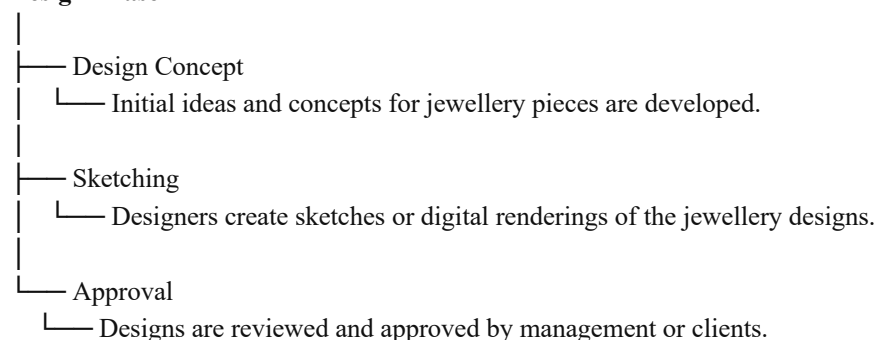 Design Concept
Initial ideas and concepts for jewellery pieces are developed.
Sketching
Designers create sketches or digital renderings of the jewellery designs.
Approval
Designs are reviewed and approved by management or clients.